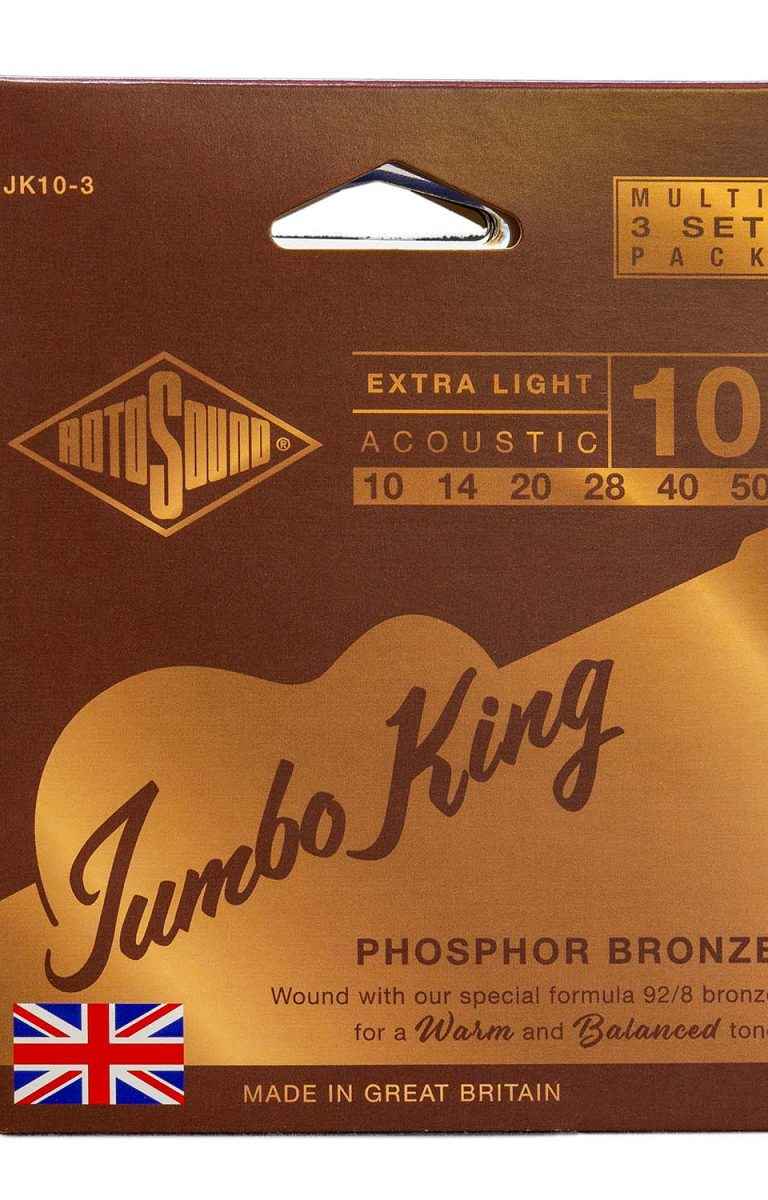 JK10-3
MULTI
3 SET
PACK
ROTOSOUND®
EXTRA LIGHT
ACOUSTIC
10
10 14 20 28 40 50
Jumbo King
PHOSPHOR BRONZE
Wound with our special formula 92/8 bronze
for a Warm and Balanced tone
MADE IN GREAT BRITAIN